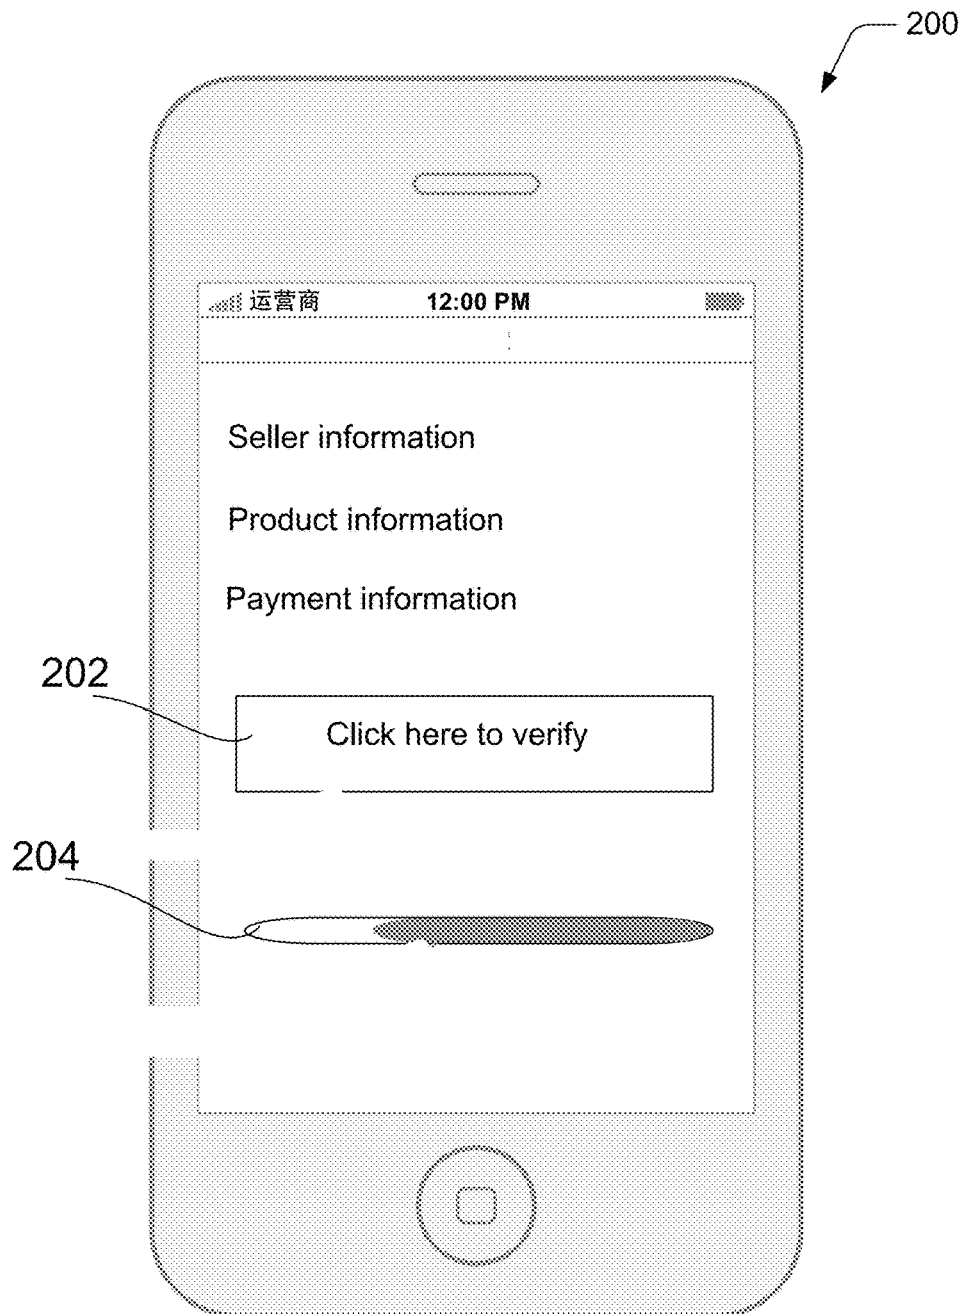 200
运营商 12:00 PM
Seller information
Product information
Payment information
202
Click here to verify
204